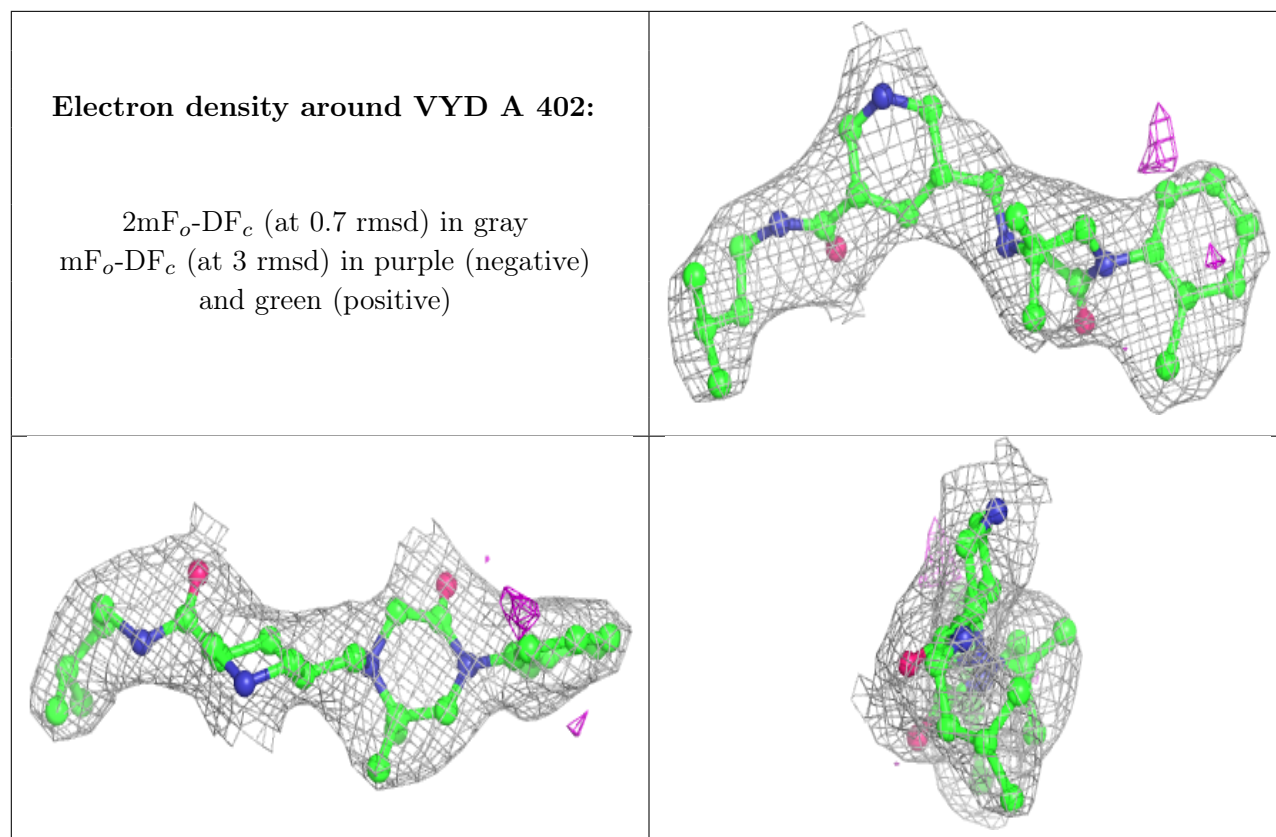 Electron density around VYD A 402:
2mFₒ-DF𝒸 (at 0.7 rmsd) in gray
mFₒ-DF𝒸 (at 3 rmsd) in purple (negative)
and green (positive)